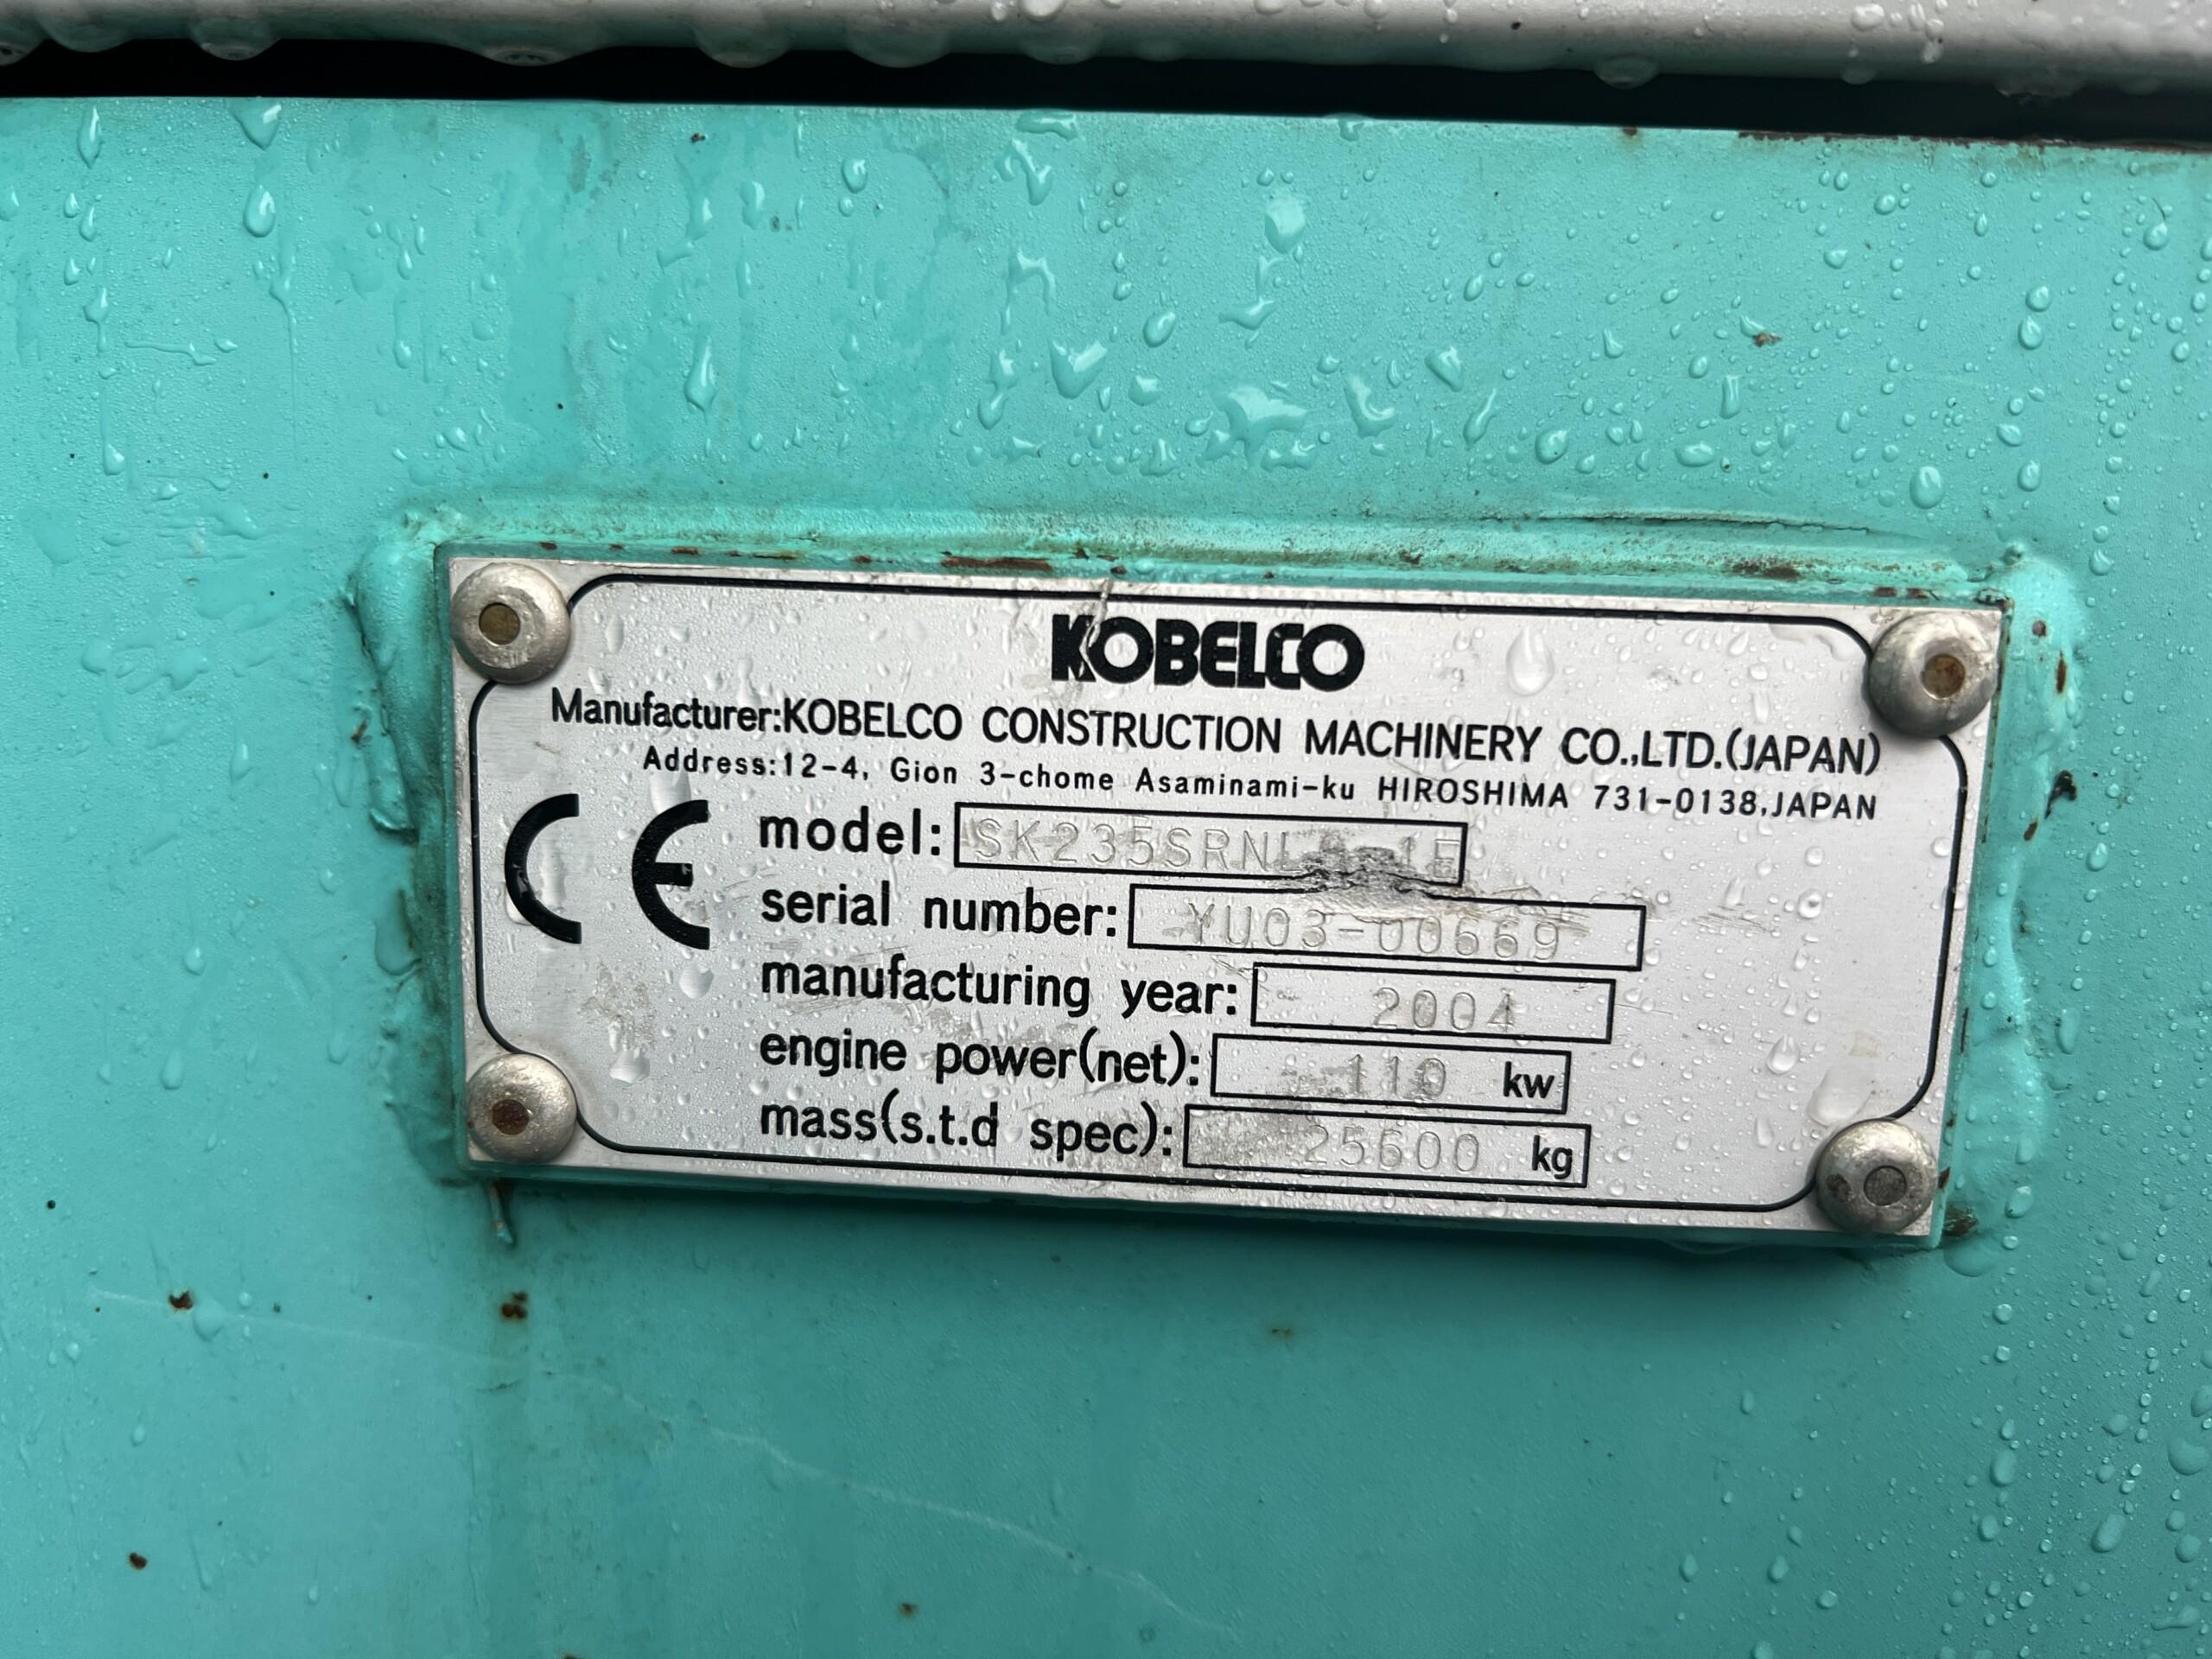 KOBELCO
Manufacturer:KOBELCO CONSTRUCTION MACHINERY CO.,LTD.(JAPAN)
Address:12-4, Gion 3-chome Asaminami-ku HIROSHIMA 731-0138,JAPAN
CE
model:
serial number: YU03-00669
manufacturing year: 2004
engine power(net): 110 kw
mass(s.t.d spec): 25600 kg